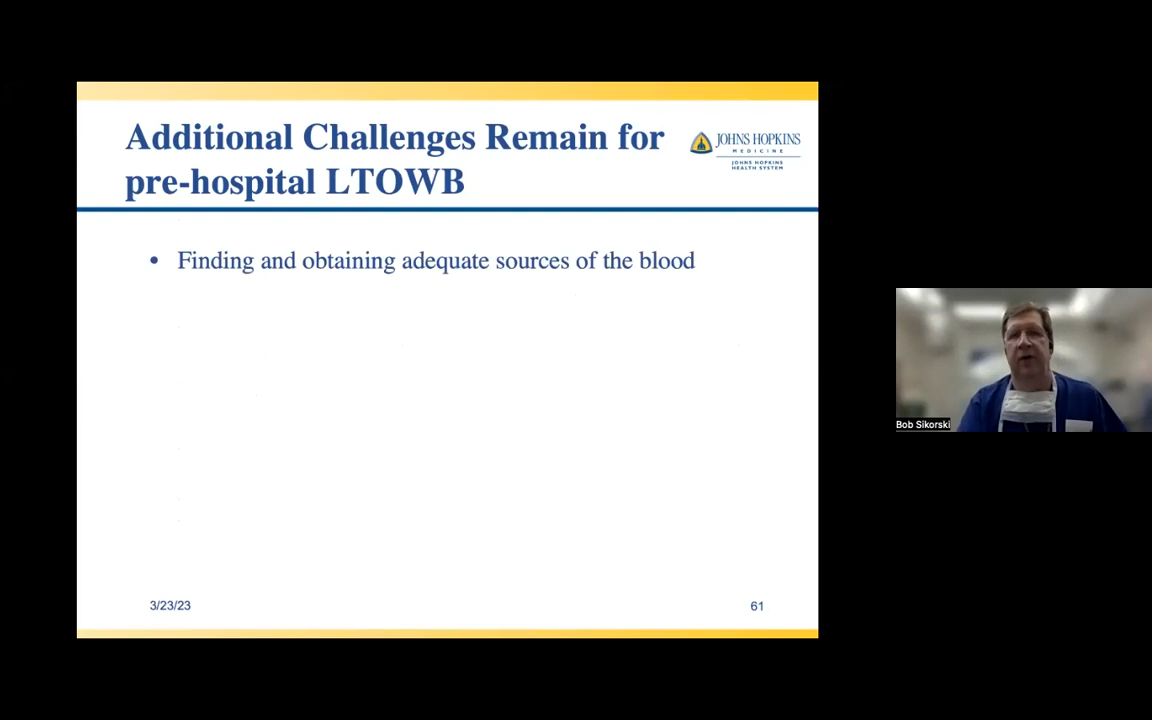 Additional Challenges Remain for
pre-hospital LTOWB
JOHNS HOPKINS
MEDICINE
JOHNS HOPKINS
HEALTH SYSTEM
• Finding and obtaining adequate sources of the blood
3/23/23
61
Bob Sikorski